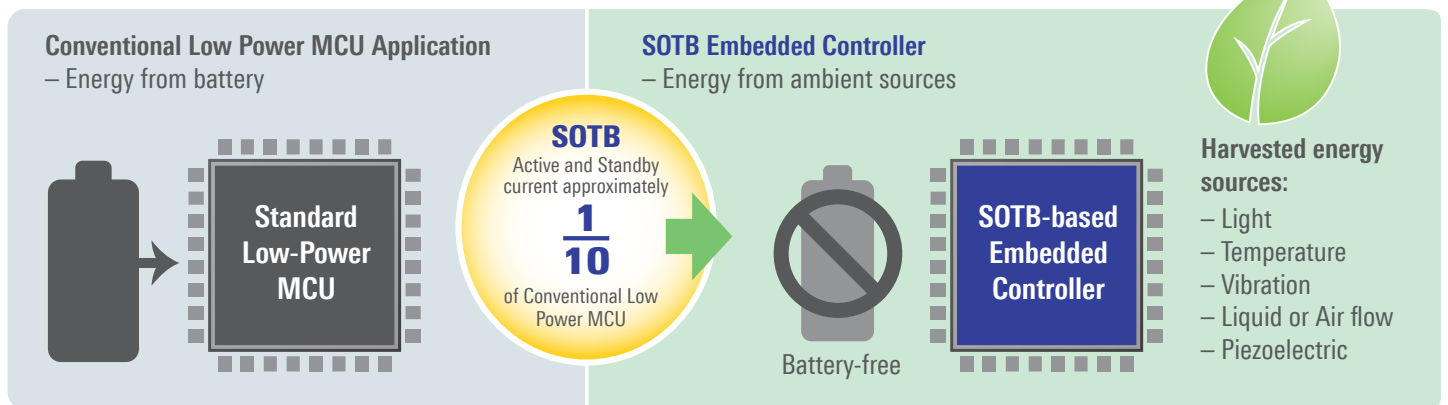 Conventional Low Power MCU Application
– Energy from battery
Standard
Low-Power
MCU
SOTB
Active and Standby
current approximately
1
10
of Conventional Low
Power MCU
SOTB Embedded Controller
– Energy from ambient sources
Battery-free
SOTB-based
Embedded
Controller
Harvested energy
sources:
– Light
– Temperature
– Vibration
– Liquid or Air flow
– Piezoelectric